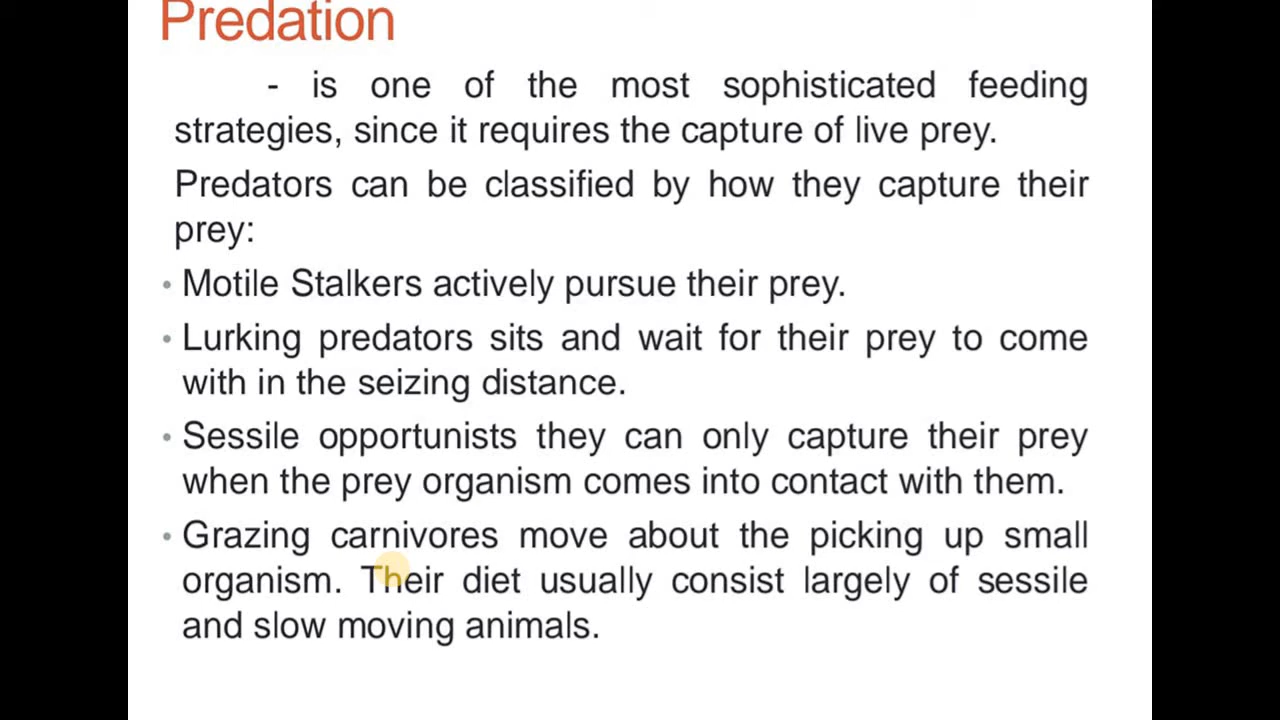 Predation
- is one of the most sophisticated feeding
strategies, since it requires the capture of live prey.
Predators can be classified by how they capture their
prey:
• Motile Stalkers actively pursue their prey.
• Lurking predators sits and wait for their prey to come
with in the seizing distance.
• Sessile opportunists they can only capture their prey
when the prey organism comes into contact with them.
• Grazing carnivores move about the picking up small
organism. Their diet usually consist largely of sessile
and slow moving animals.